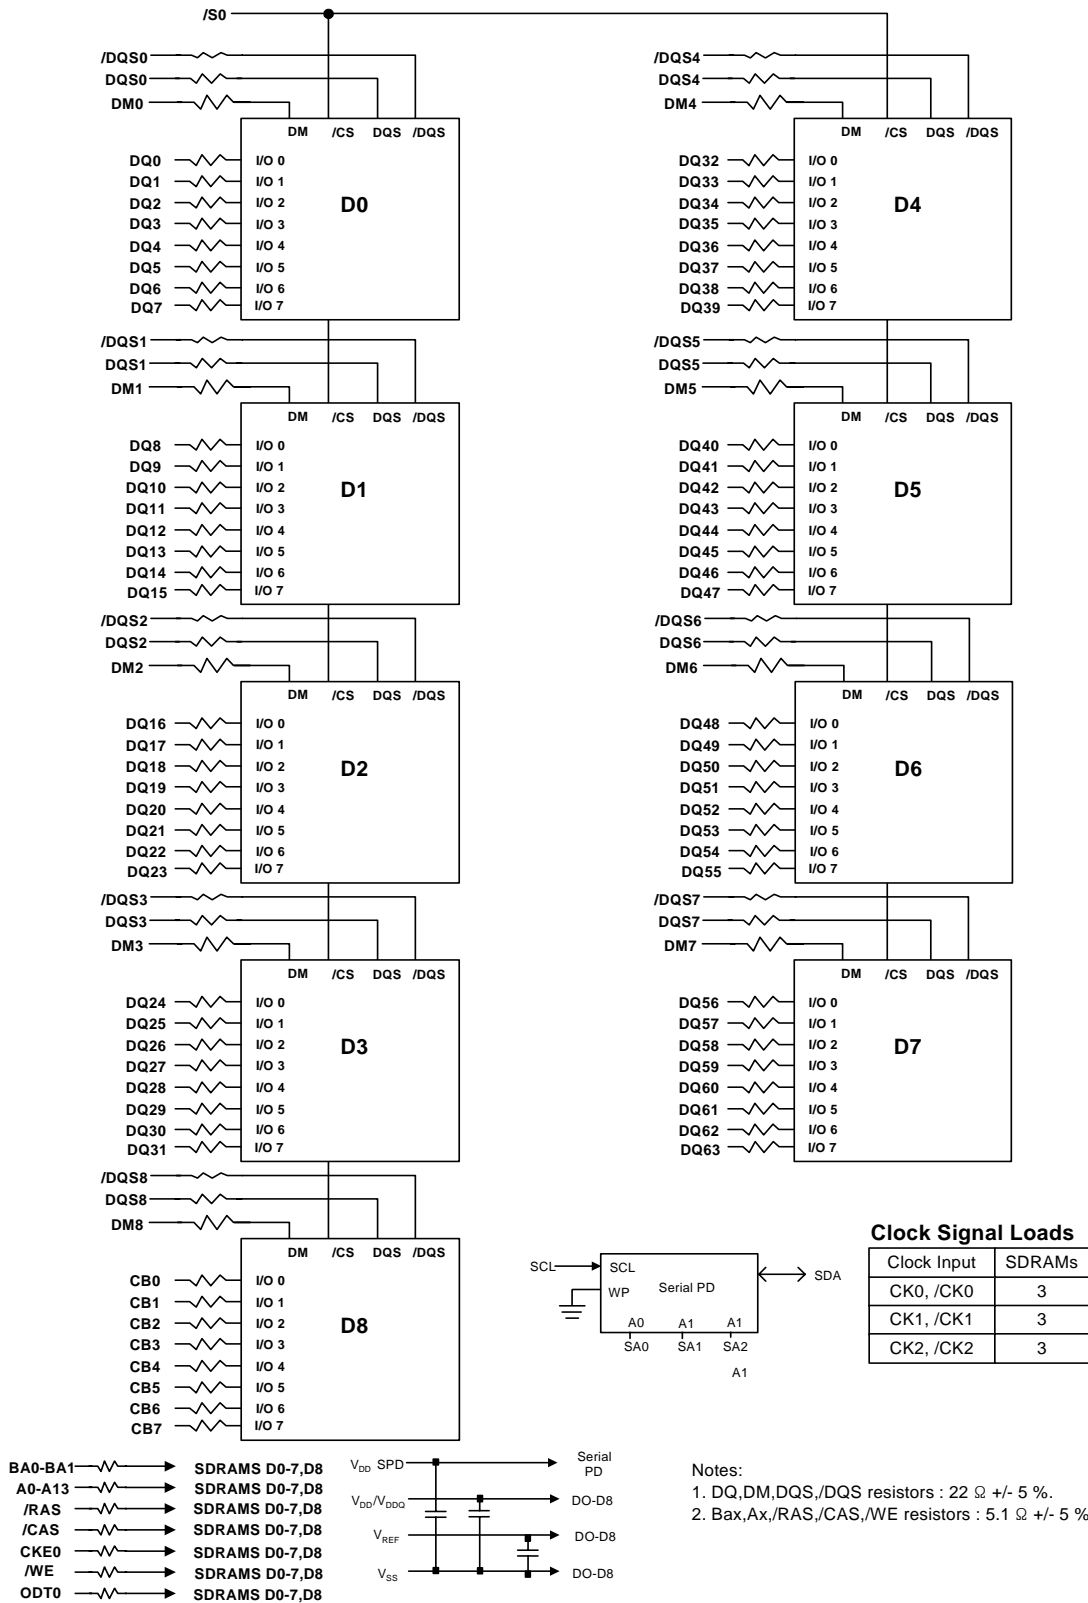 /S0
/DQS0
DQS0
DM0
DM /CS DQS /DQS
DQ0 I/O 0
DQ1 I/O 1
DQ2 I/O 2
D0
DQ3 I/O 3
DQ4 I/O 4
DQ5 I/O 5
DQ6 I/O 6
DQ7 I/O 7
/DQS1
DQS1
DM1
DM /CS DQS /DQS
DQ8 I/O 0
DQ9 I/O 1
DQ10 I/O 2
D1
DQ11 I/O 3
DQ12 I/O 4
DQ13 I/O 5
DQ14 I/O 6
DQ15 I/O 7
/DQS2
DQS2
DM2
DM /CS DQS /DQS
DQ16 I/O 0
DQ17 I/O 1
DQ18 I/O 2
D2
DQ19 I/O 3
DQ20 I/O 4
DQ21 I/O 5
DQ22 I/O 6
DQ23 I/O 7
/DQS3
DQS3
DM3
DM /CS DQS /DQS
DQ24 I/O 0
DQ25 I/O 1
DQ26 I/O 2
D3
DQ27 I/O 3
DQ28 I/O 4
DQ29 I/O 5
DQ30 I/O 6
DQ31 I/O 7
/DQS8
DQS8
DM8
DM /CS DQS /DQS
CB0 I/O 0
CB1 I/O 1
CB2 I/O 2
D8
CB3 I/O 3
CB4 I/O 4
CB5 I/O 5
CB6 I/O 6
CB7 I/O 7
/DQS4
DQS4
DM4
DM /CS DQS /DQS
DQ32 I/O 0
DQ33 I/O 1
DQ34 I/O 2
D4
DQ35 I/O 3
DQ36 I/O 4
DQ37 I/O 5
DQ38 I/O 6
DQ39 I/O 7
/DQS5
DQS5
DM5
DM /CS DQS /DQS
DQ40 I/O 0
DQ41 I/O 1
DQ42 I/O 2
D5
DQ43 I/O 3
DQ44 I/O 4
DQ45 I/O 5
DQ46 I/O 6
DQ47 I/O 7
/DQS6
DQS6
DM6
DM /CS DQS /DQS
DQ48 I/O 0
DQ49 I/O 1
DQ50 I/O 2
D6
DQ51 I/O 3
DQ52 I/O 4
DQ53 I/O 5
DQ54 I/O 6
DQ55 I/O 7
/DQS7
DQS7
DM7
DM /CS DQS /DQS
DQ56 I/O 0
DQ57 I/O 1
DQ58 I/O 2
D7
DQ59 I/O 3
DQ60 I/O 4
DQ61 I/O 5
DQ62 I/O 6
DQ63 I/O 7
SCL SCL
WP Serial PD SDA
A0 A1 A1
SA0 SA1 SA2
A1
Clock Signal Loads
Clock Input SDRAMs
CK0, /CK0 3
CK1, /CK1 3
CK2, /CK2 3
BA0-BA1 SDRAMS D0-7,D8
A0-A13 SDRAMS D0-7,D8
/RAS SDRAMS D0-7,D8
/CAS SDRAMS D0-7,D8
CKE0 SDRAMS D0-7,D8
/WE SDRAMS D0-7,D8
ODT0 SDRAMS D0-7,D8
VDD SPD Serial PD
VDD/VDDQ DO-D8
VREF DO-D8
VSS DO-D8
Notes:
1. DQ,DM,DQS,/DQS resistors : 22 Ω +/- 5 %.
2. Bax,Ax,/RAS,/CAS,/WE resistors : 5.1 Ω +/- 5 %